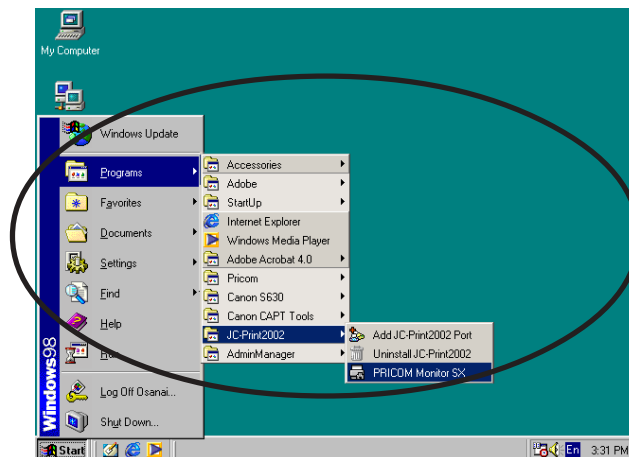 My Computer
Windows Update
Programs
Favorites
Documents
Settings
Find
Help
Log Off Osanai...
Shut Down...
Windows98
Accessories
Adobe
StartUp
Internet Explorer
Windows Media Player
Adobe Acrobat 4.0
Pricom
Canon S630
Canon CAPT Tools
JC-Print2002
AdminManager
Add JC-Print2002 Port
Uninstall JC-Print2002
PRICOM Monitor SX
Start
En
3:31 PM